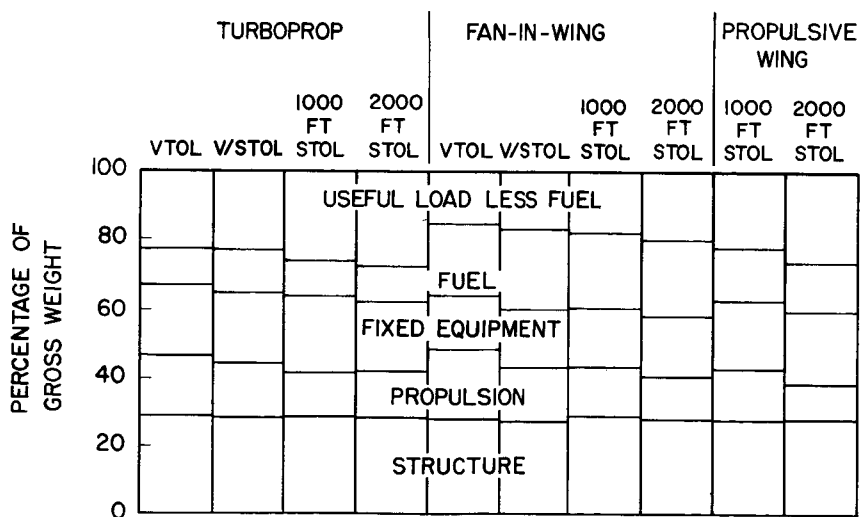 TURBOPROP
FAN-IN-WING
PROPULSIVE
WING
VTOL
V/STOL
1000
FT
STOL
2000
FT
STOL
VTOL
V/STOL
1000
FT
STOL
2000
FT
STOL
1000
FT
STOL
2000
FT
STOL
PERCENTAGE OF
GROSS WEIGHT
100
80
60
40
20
0
USEFUL LOAD LESS FUEL
FUEL
FIXED EQUIPMENT
PROPULSION
STRUCTURE